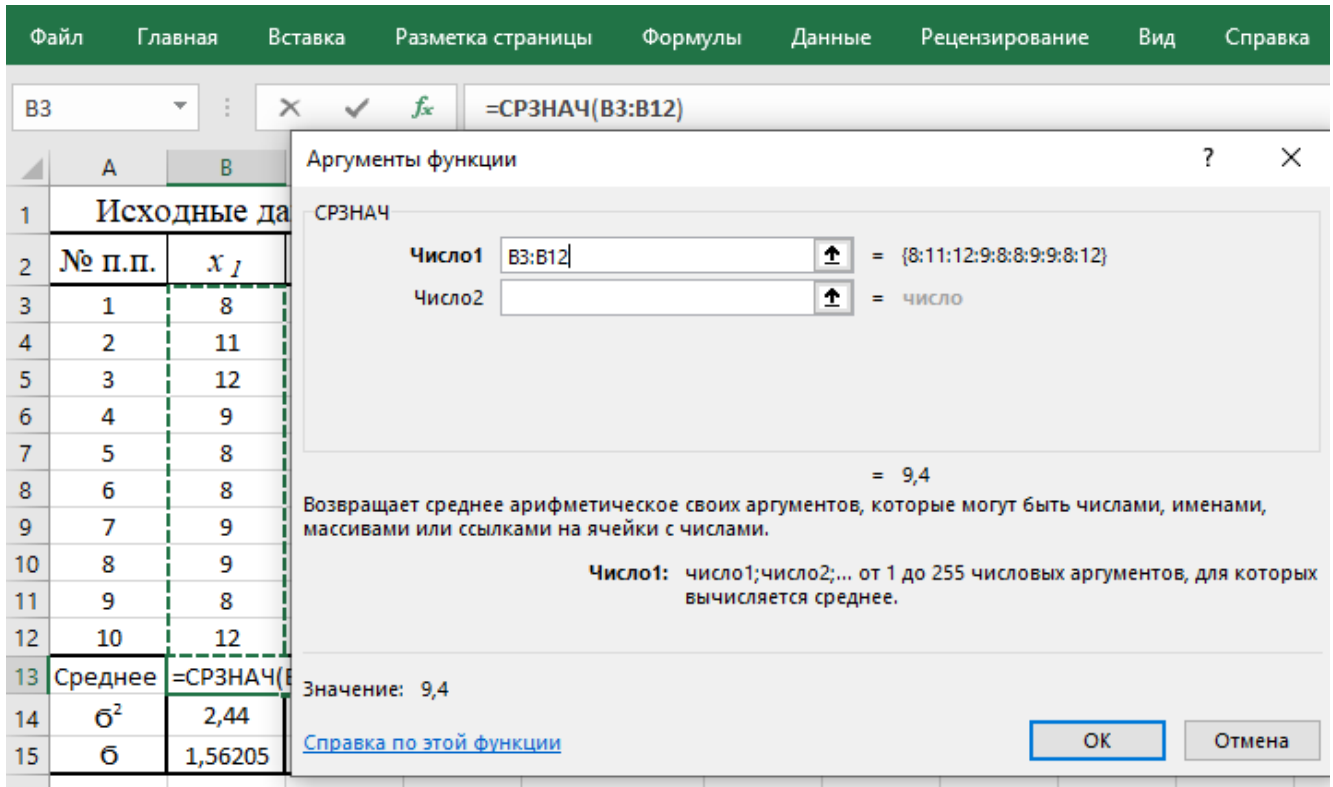 Файл Главная Вставка Разметка страницы Формулы Данные Рецензирование Вид Справка
B3 fx =СРЗНАЧ(B3:B12)
A B
Аргументы функции ? ×
1 Исходные да
СРЗНАЧ
2 № п.п. x 1
Число1 B3:B12 = {8:11:12:9:8:8:9:9:8:12}
Число2 = число
3 1 8
4 2 11
5 3 12
6 4 9
7 5 8
8 6 8
9 7 9
10 8 9
11 9 8
12 10 12
13 Среднее =СРЗНАЧ(B
14 б² 2,44
15 б 1,56205
= 9,4
Возвращает среднее арифметическое своих аргументов, которые могут быть числами, именами,
массивами или ссылками на ячейки с числами.
Число1: число1;число2;... от 1 до 255 числовых аргументов, для которых
вычисляется среднее.
Значение: 9,4
Справка по этой функции
ОК Отмена